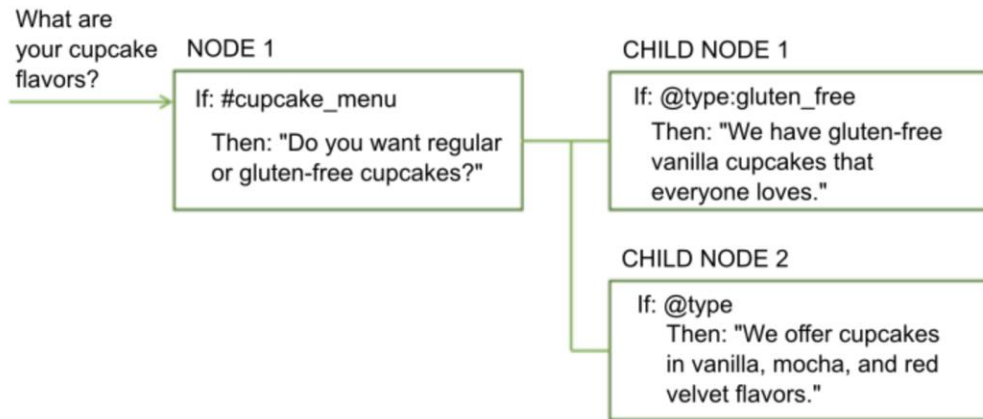 What are
your cupcake
flavors?
NODE 1
If: #cupcake_menu
Then: "Do you want regular
or gluten-free cupcakes?"
CHILD NODE 1
If: @type:gluten_free
Then: "We have gluten-free
vanilla cupcakes that
everyone loves."
CHILD NODE 2
If: @type
Then: "We offer cupcakes
in vanilla, mocha, and red
velvet flavors."